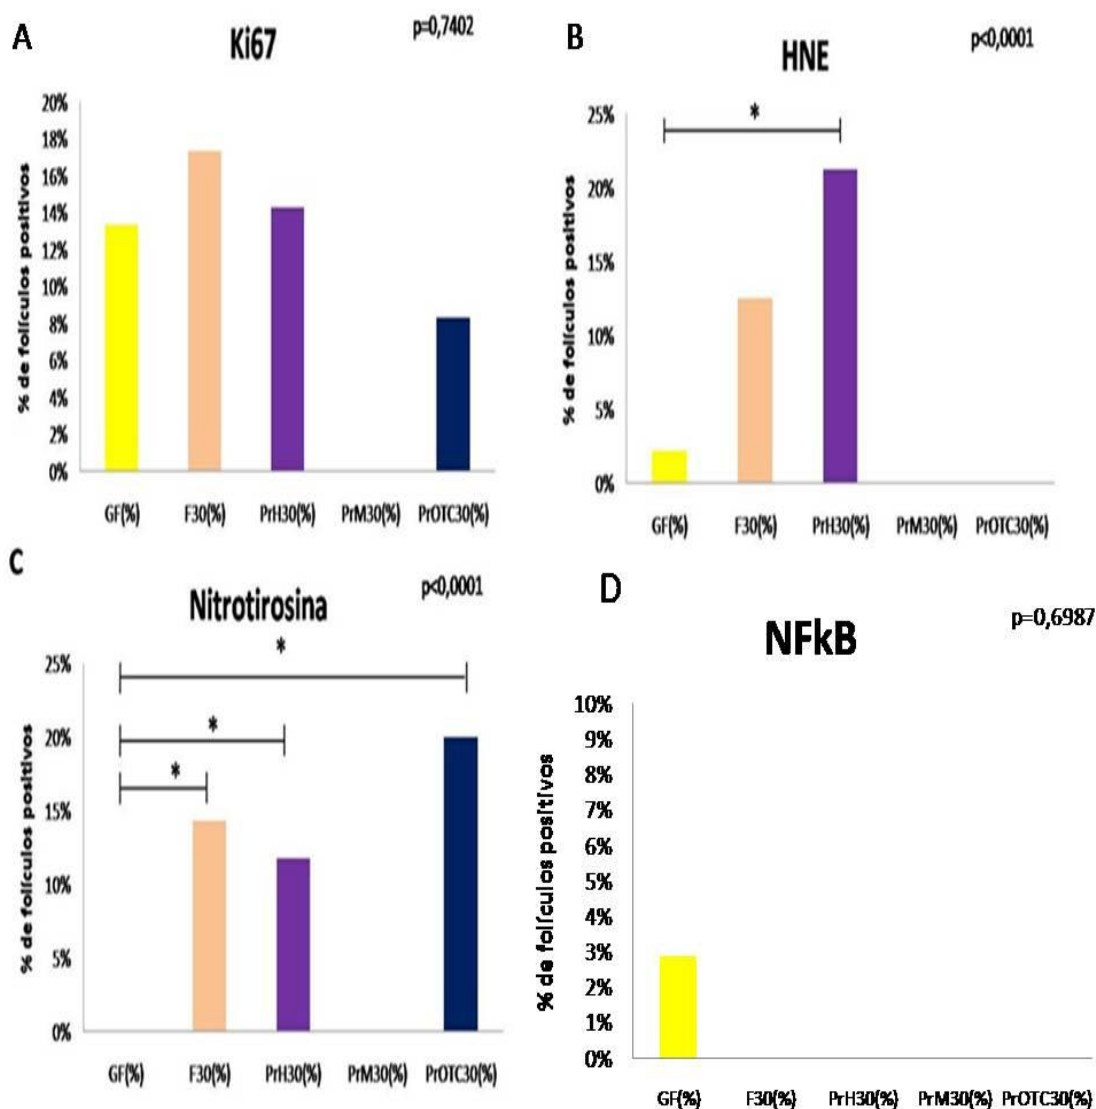 A
Ki67
p=0,7402
% de folículos positivos
20%
18%
16%
14%
12%
10%
8%
6%
4%
2%
0%
GF(%) F30(%) PrH30(%) PrM30(%) PrOTC30(%)
B
HNE
p<0,0001
% de folículos positivos
25%
20%
15%
10%
5%
0%
*
GF(%) F30(%) PrH30(%) PrM30(%) PrOTC30(%)
C
Nitrotirosina
p<0,0001
% de folículos positivos
25%
20%
15%
10%
5%
0%
*
*
*
GF(%) F30(%) PrH30(%) PrM30(%) PrOTC30(%)
D
NFkB
p=0,6987
% de folículos positivos
10%
9%
8%
7%
6%
5%
4%
3%
2%
1%
0%
GF(%) F30(%) PrH30(%) PrM30(%) PrOTC30(%)